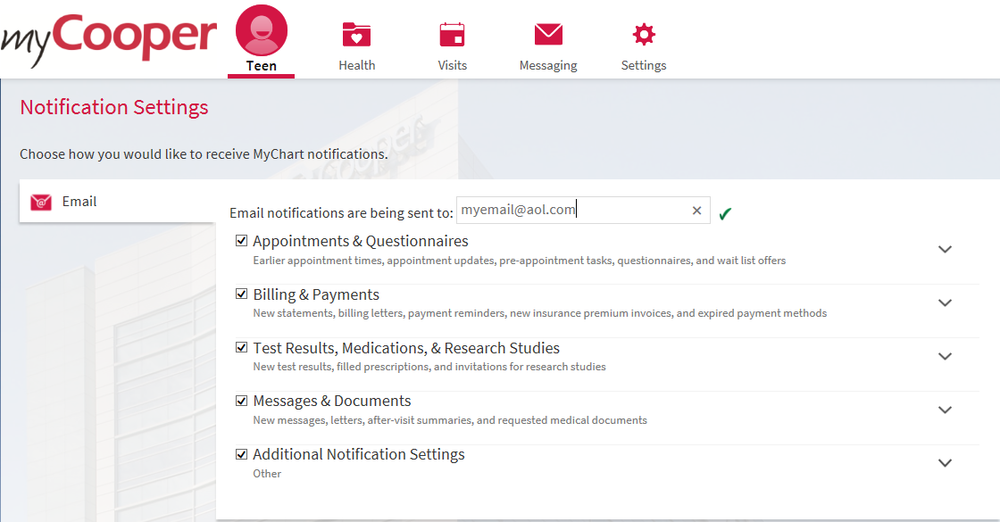 myCooper
Teen
Health
Visits
Messaging
Settings
Notification Settings
Choose how you would like to receive MyChart notifications.
Email
Email notifications are being sent to: myemail@aol.com
Appointments & Questionnaires
Earlier appointment times, appointment updates, pre-appointment tasks, questionnaires, and wait list offers
Billing & Payments
New statements, billing letters, payment reminders, new insurance premium invoices, and expired payment methods
Test Results, Medications, & Research Studies
New test results, filled prescriptions, and invitations for research studies
Messages & Documents
New messages, letters, after-visit summaries, and requested medical documents
Additional Notification Settings
Other